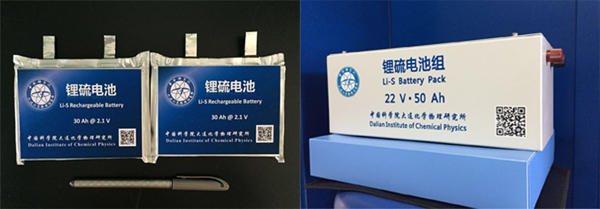 锂硫电池
Li-S Rechargeable Battery
30 Ah @ 2.1 V
中国科学院大连化学物理研究所
Dalian Institute of Chemical Physics
锂硫电池
Li-S Rechargeable Battery
30 Ah @ 2.1 V
中国科学院大连化学物理研究所
Dalian Institute of Chemical Physics
锂硫电池组
Li-S Battery Pack
22 V · 50 Ah
中国科学院大连化学物理研究所
Dalian Institute of Chemical Physics